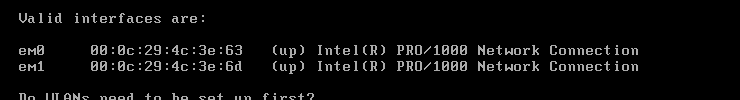 Valid interfaces are:
em0 00:0c:29:4c:3e:63 (up) Intel(R) PRO/1000 Network Connection
em1 00:0c:29:4c:3e:6d (up) Intel(R) PRO/1000 Network Connection
Do VLANs need to be set up first?